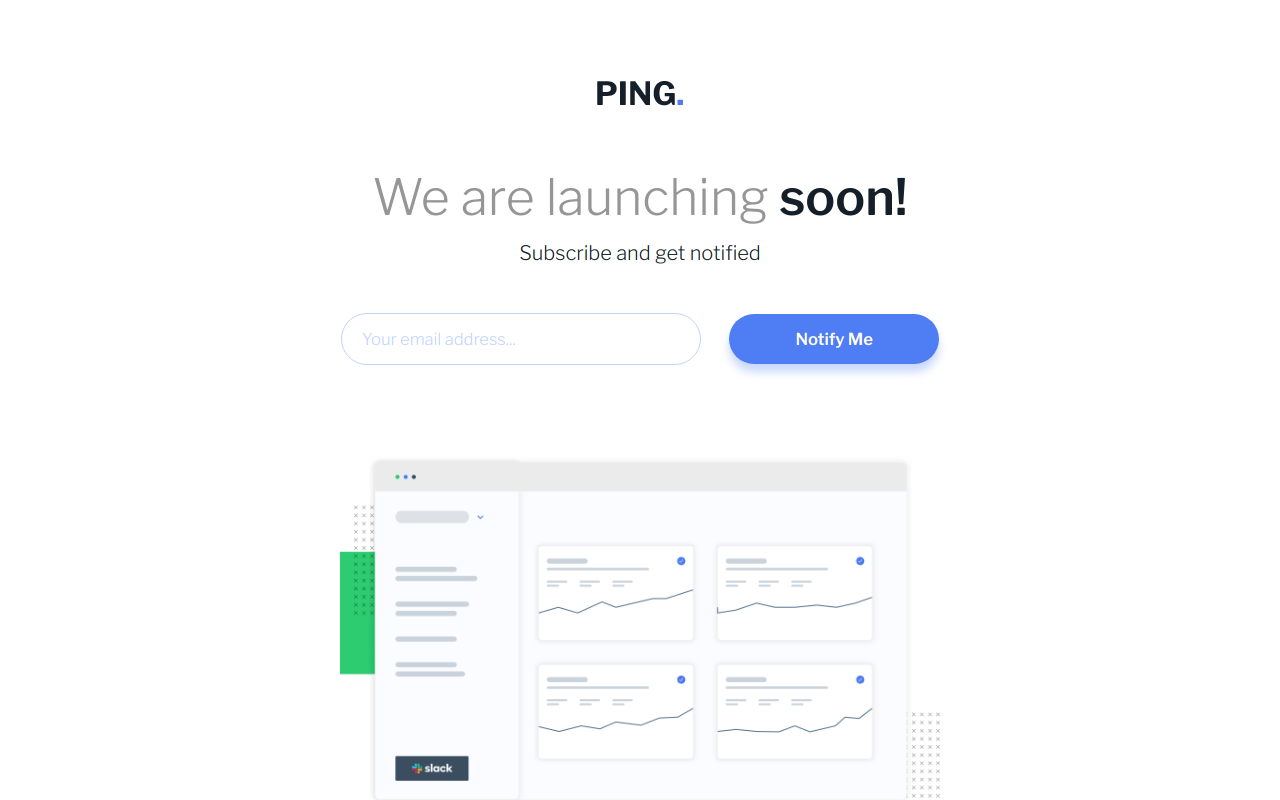 PING.
We are launching soon!
Subscribe and get notified
Your email address...
Notify Me
slack